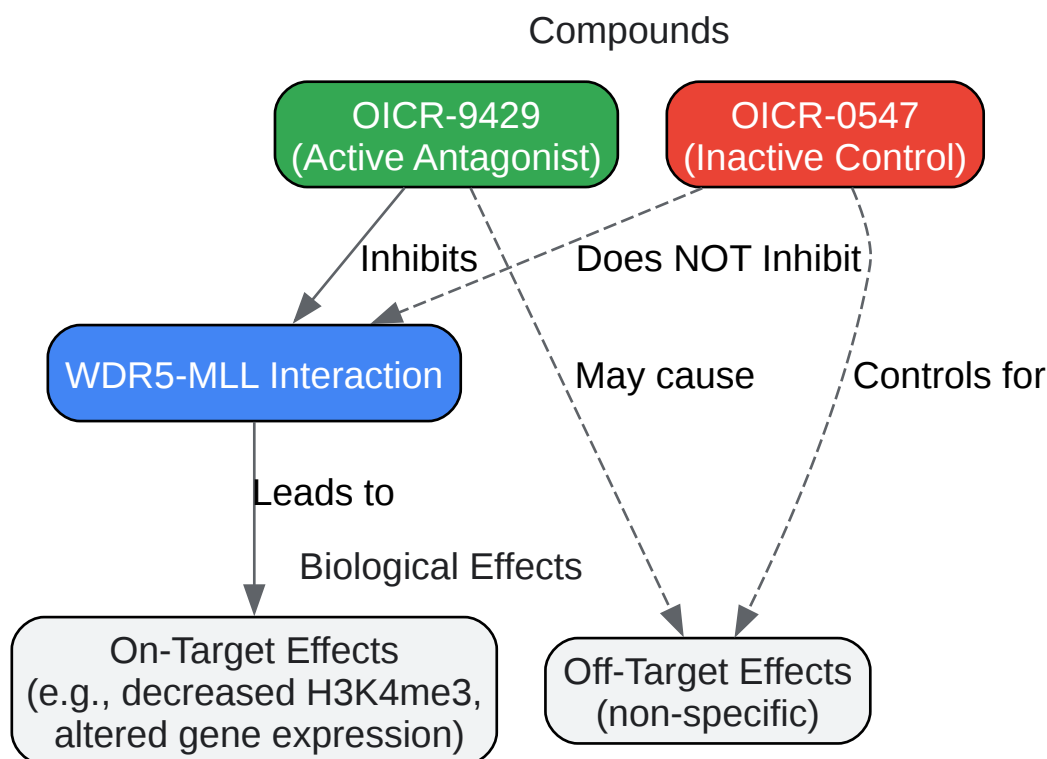 Compounds
OICR-9429
(Active Antagonist)
OICR-0547
(Inactive Control)
Inhibits
Does NOT Inhibit
WDR5-MLL Interaction
May cause
Controls for
Leads to
Biological Effects
On-Target Effects
(e.g., decreased H3K4me3,
altered gene expression)
Off-Target Effects
(non-specific)